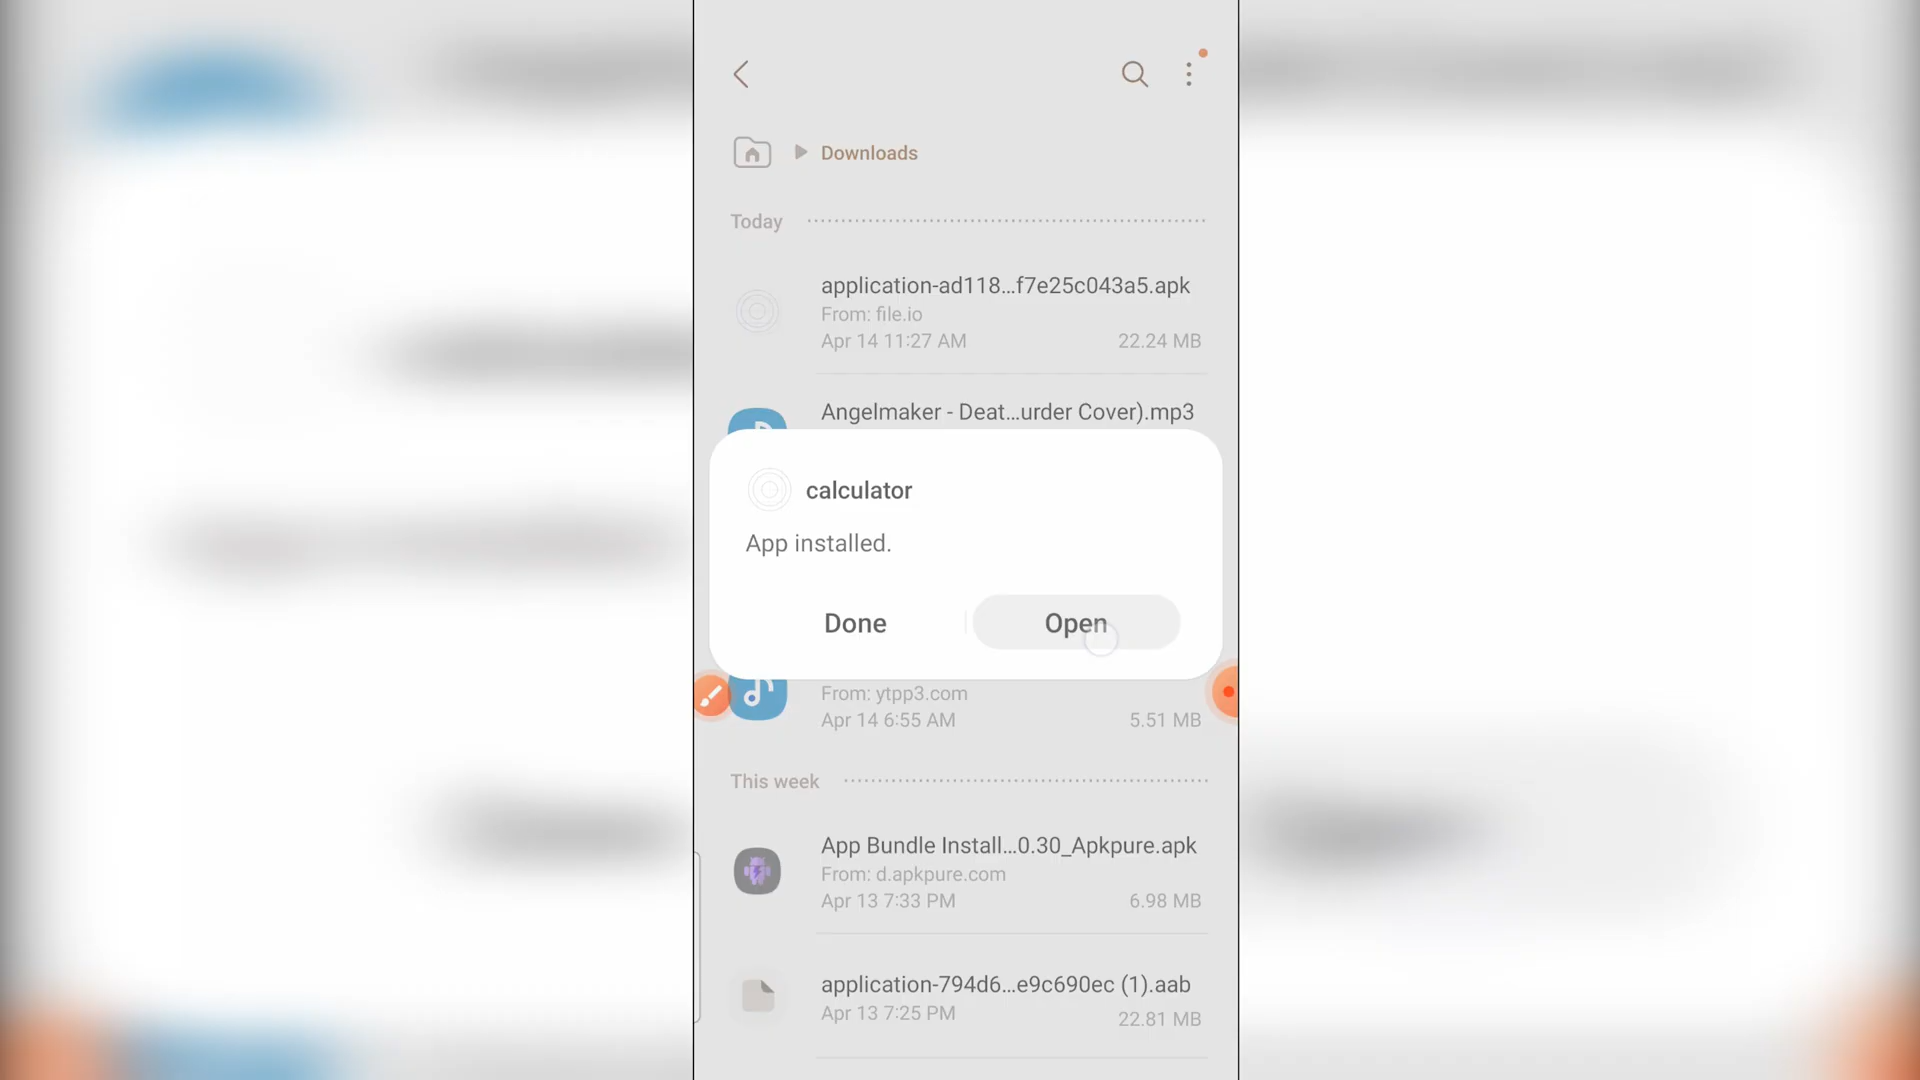 Downloads
Today
application-ad118...f7e25c043a5.apk
From: file.io
Apr 14 11:27 AM 22.24 MB
Angelmaker - Deat...urder Cover).mp3
calculator
App installed.
Done Open
From: ytpp3.com
Apr 14 6:55 AM 5.51 MB
This week
App Bundle Install...0.30_Apkpure.apk
From: d.apkpure.com
Apr 13 7:33 PM 6.98 MB
application-794d6...e9c690ec (1).aab
Apr 13 7:25 PM 22.81 MB